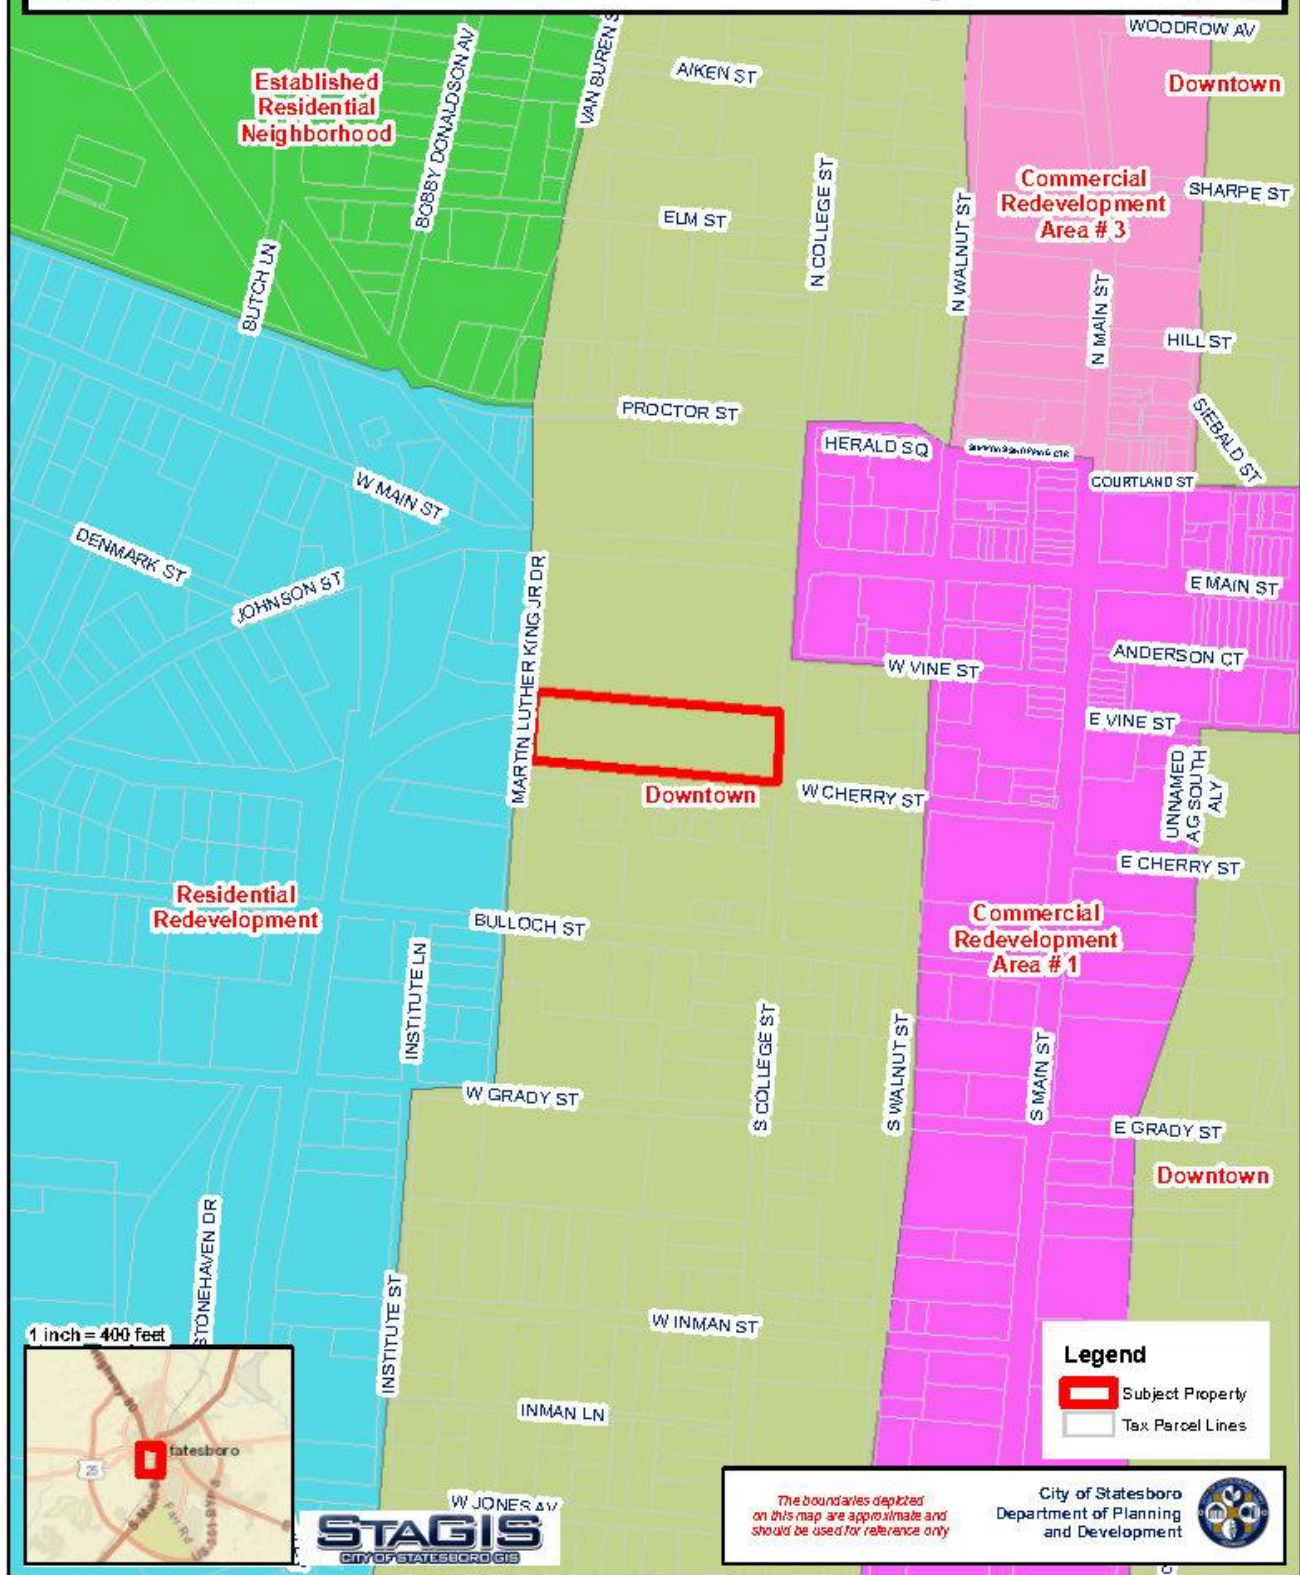 WOODROW AV
AIKEN ST
VAN BUREN S
BOBBY DONALDSON AV
Established
Residential
Neighborhood
Downtown
Commercial
Redevelopment
Area # 3
SHARPE ST
ELM ST
N COLLEGE ST
N WALNUT ST
BUTCH LN
N MAIN ST
HILL ST
SIEBALD ST
PROCTOR ST
HERALD SQ
COURTLAND ST
W MAIN ST
DENMARK ST
JOHNSON ST
E MAIN ST
MARTIN LUTHER KING JR DR
W VINE ST
ANDERSON CT
E VINE ST
UNNAMED
AG SOUTH
ALY
Downtown
W CHERRY ST
E CHERRY ST
Residential
Redevelopment
BULLOCH ST
Commercial
Redevelopment
Area # 1
INSTITUTE LN
S COLLEGE ST
S WALNUT ST
S MAIN ST
W GRADY ST
E GRADY ST
Downtown
STONEHAVEN DR
INSTITUTE ST
W INMAN ST
INMAN LN
W JONES AV
1 inch = 400 feet
Highway 80
tatesboro
25
S Main S
Fair Rd
Legend
Subject Property
Tax Parcel Lines
STAGIS
CITY OF STATESBORO GIS
The boundaries depicted
on this map are approximate and
should be used for reference only
City of Statesboro
Department of Planning
and Development